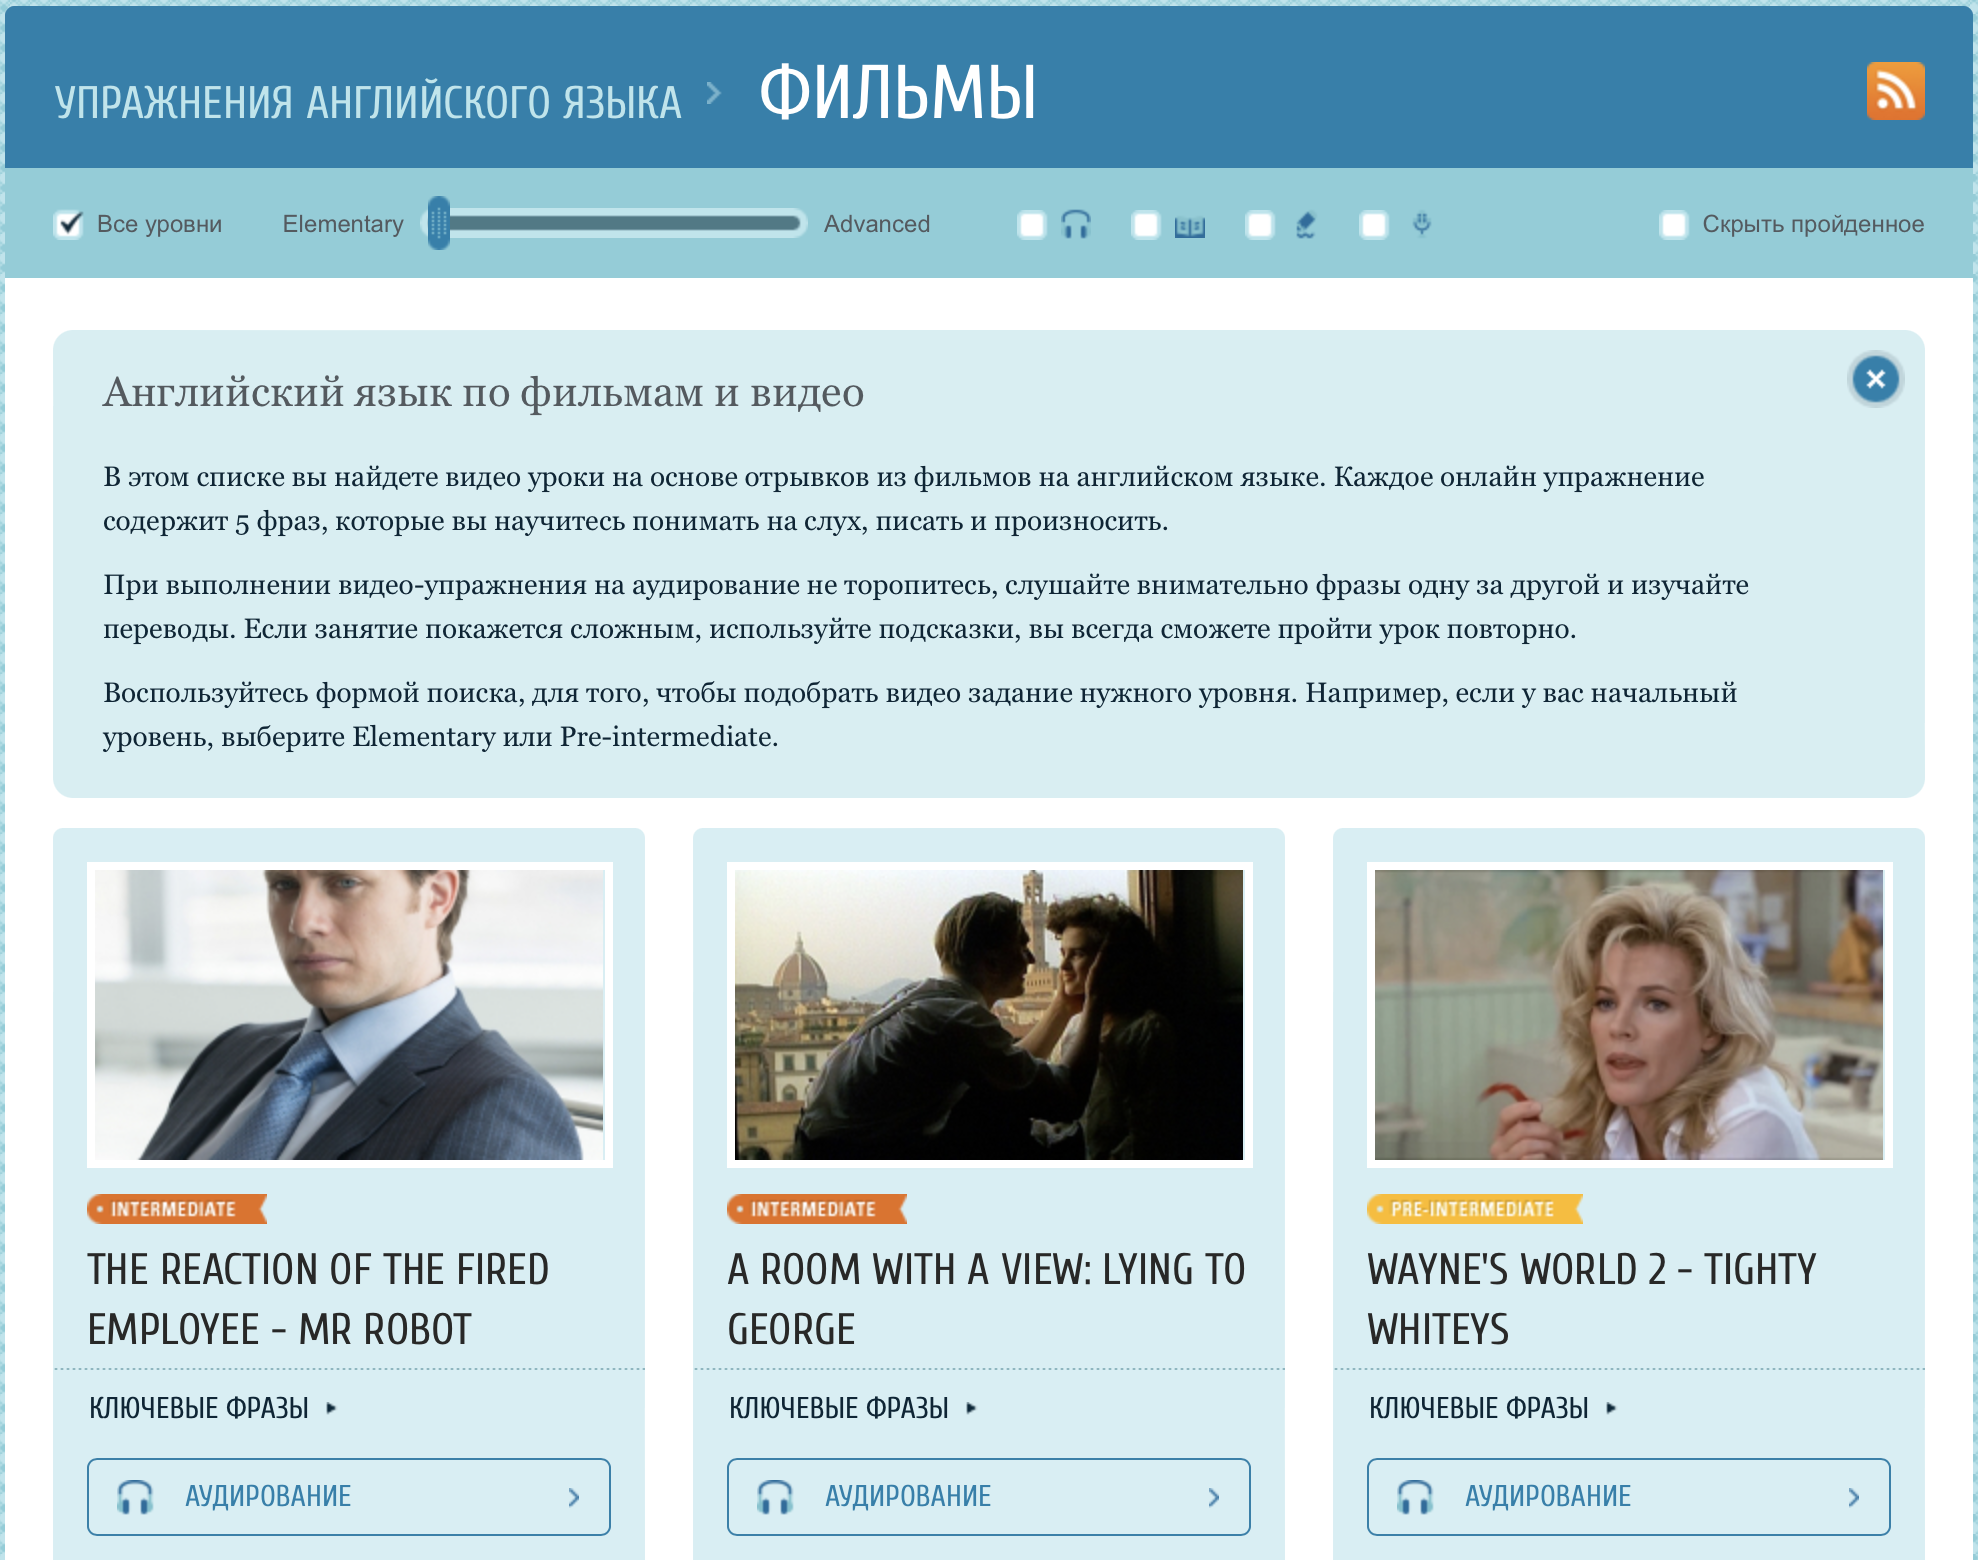 УПРАЖНЕНИЯ АНГЛИЙСКОГО ЯЗЫКА > ФИЛЬМЫ
Все уровни Elementary Advanced Скрыть пройденное
Английский язык по фильмам и видео
В этом списке вы найдете видео уроки на основе отрывков из фильмов на английском языке. Каждое онлайн упражнение
содержит 5 фраз, которые вы научитесь понимать на слух, писать и произносить.
При выполнении видео-упражнения на аудирование не торопитесь, слушайте внимательно фразы одну за другой и изучайте
переводы. Если занятие покажется сложным, используйте подсказки, вы всегда сможете пройти урок повторно.
Воспользуйтесь формой поиска, для того, чтобы подобрать видео задание нужного уровня. Например, если у вас начальный
уровень, выберите Elementary или Pre-intermediate.
INTERMEDIATE
THE REACTION OF THE FIRED
EMPLOYEE - MR ROBOT
КЛЮЧЕВЫЕ ФРАЗЫ
АУДИРОВАНИЕ
INTERMEDIATE
A ROOM WITH A VIEW: LYING TO
GEORGE
КЛЮЧЕВЫЕ ФРАЗЫ
АУДИРОВАНИЕ
PRE-INTERMEDIATE
WAYNE'S WORLD 2 - TIGHTY
WHITEYS
КЛЮЧЕВЫЕ ФРАЗЫ
АУДИРОВАНИЕ